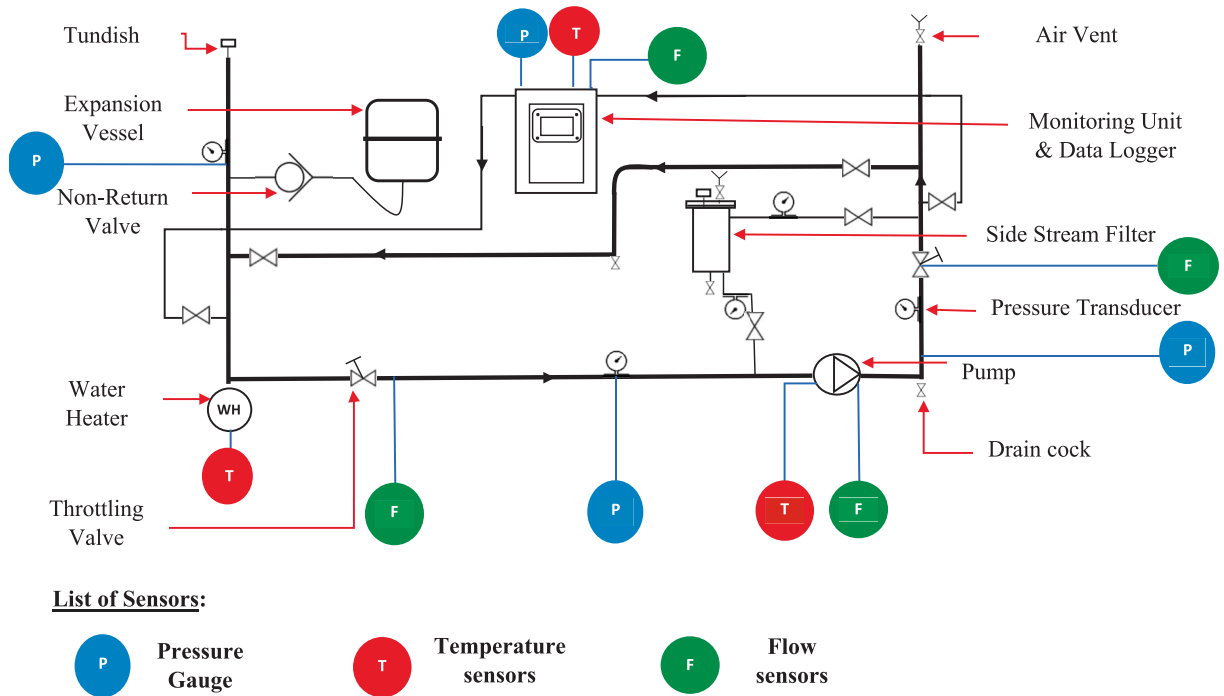 Tundish
P
T
F
Air Vent
Expansion
Vessel
Monitoring Unit
& Data Logger
P
Non-Return
Valve
Side Stream Filter
F
Pressure Transducer
P
Pump
Water
Heater
WH
T
Drain cock
Throttling
Valve
F
P
T
F
List of Sensors:
P
Pressure
Gauge
T
Temperature
sensors
F
Flow
sensors